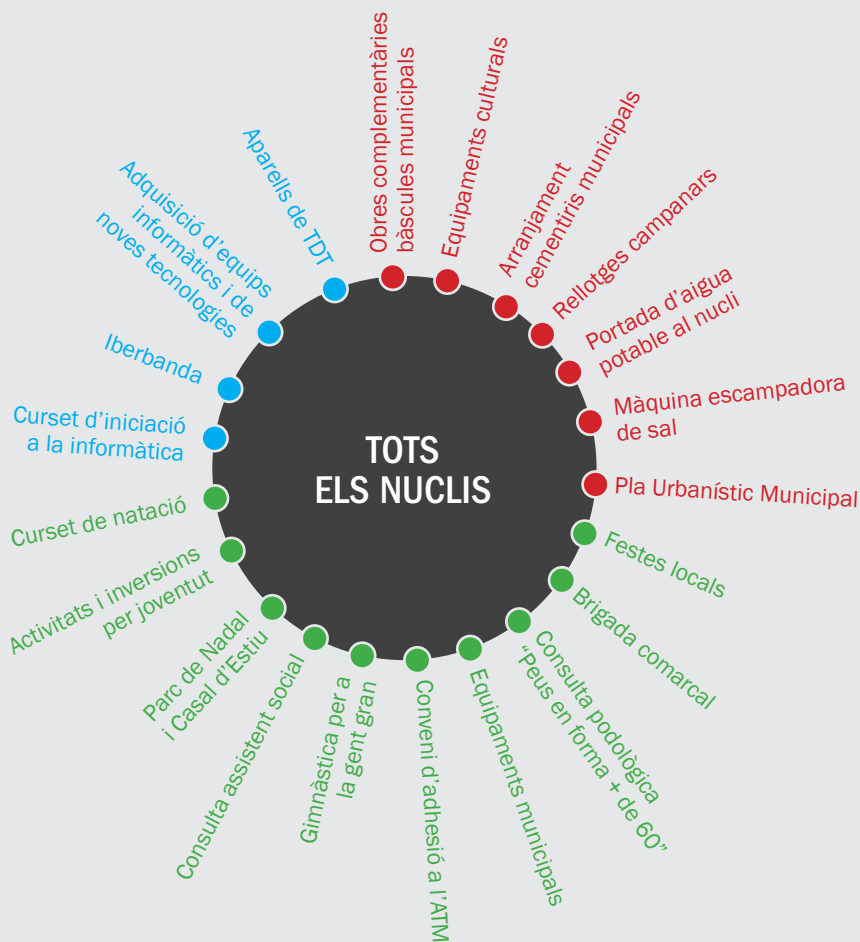 TOTS
ELS NUCLIS
Obres complementàries
bàscules municipals
Equipaments culturals
Arranjament
cementiris municipals
Rellotges campanars
Portada d'aigua
potable al nucli
Màquina escampadora
de sal
Pla Urbanístic Municipal
Festes locals
Brigada comarcal
Consulta podològica
“Peus en forma + de 60”
Equipaments municipals
Conveni d'adhesió a l'ATM
Gimnàstica per a
la gent gran
Consulta assistent social
Parc de Nadal
i Casal d'Estiu
Activitats i inversions
per joventut
Curset de natació
Curset d'iniciació
a la informàtica
Iberbanda
Adquisició d'equips
informàtics i de
noves tecnologies
Aparells de TDT